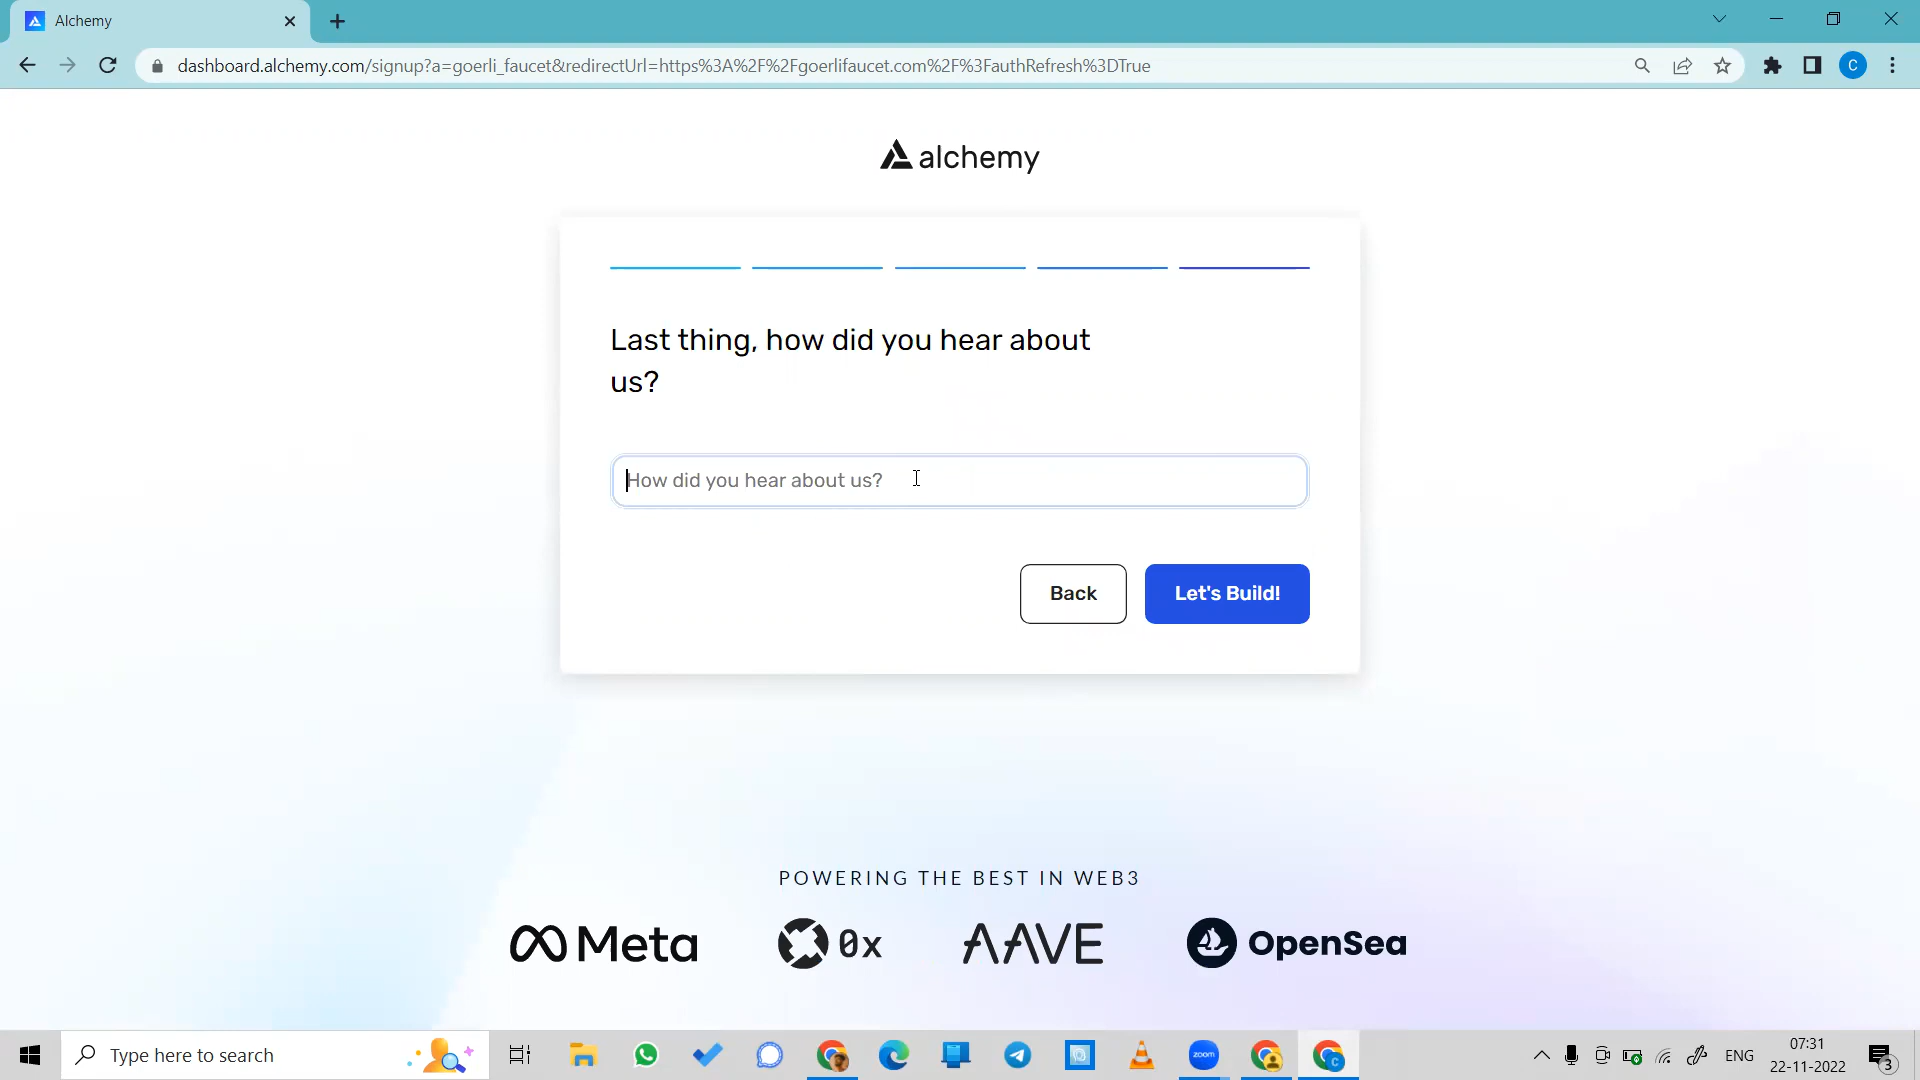 Alchemy
dashboard.alchemy.com/signup?a=goerli_faucet&redirectUrl=https%3A%2F%2Fgoerlifaucet.com%2F%3FauthRefresh%3DTrue
C
alchemy
Last thing, how did you hear about
us?
How did you hear about us?
Back
Let's Build!
POWERING THE BEST IN WEB3
Meta
0x
AAVE
OpenSea
Type here to search
zoom
C
ENG
07:31
22-11-2022
3